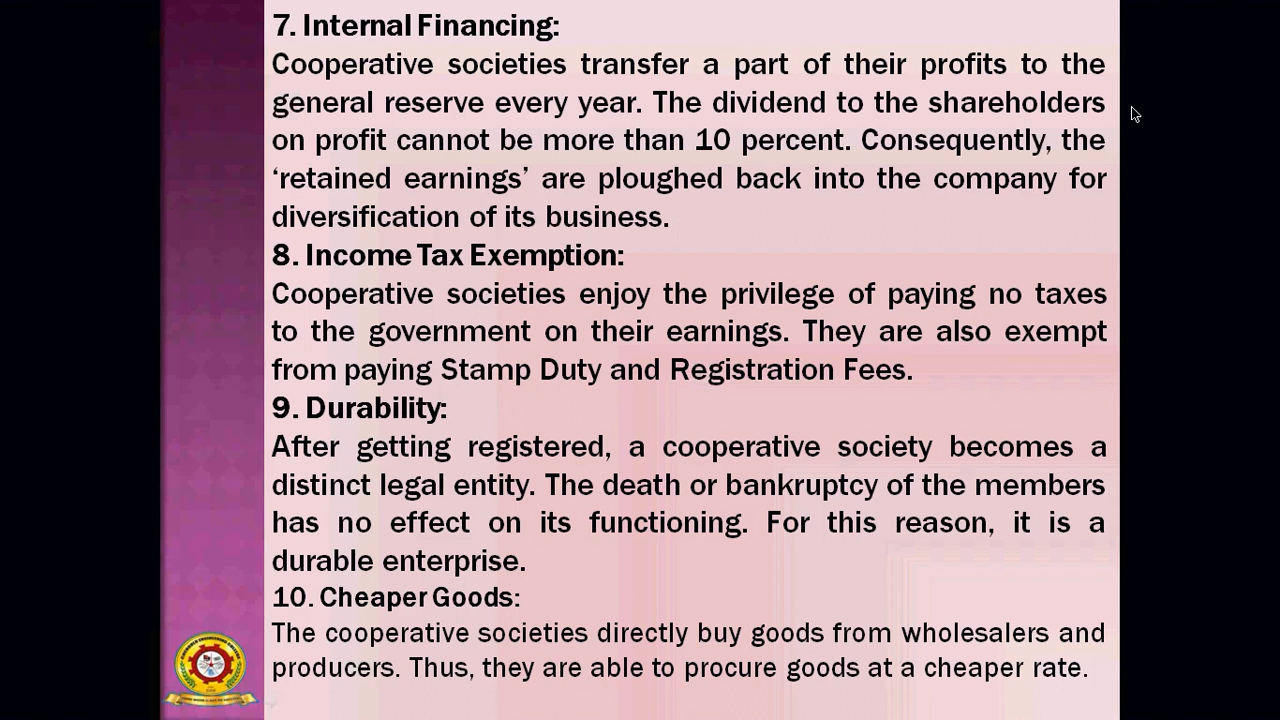 7. Internal Financing:
Cooperative societies transfer a part of their profits to the
general reserve every year. The dividend to the shareholders
on profit cannot be more than 10 percent. Consequently, the
‘retained earnings’ are ploughed back into the company for
diversification of its business.
8. Income Tax Exemption:
Cooperative societies enjoy the privilege of paying no taxes
to the government on their earnings. They are also exempt
from paying Stamp Duty and Registration Fees.
9. Durability:
After getting registered, a cooperative society becomes a
distinct legal entity. The death or bankruptcy of the members
has no effect on its functioning. For this reason, it is a
durable enterprise.
10. Cheaper Goods:
The cooperative societies directly buy goods from wholesalers and
producers. Thus, they are able to procure goods at a cheaper rate.